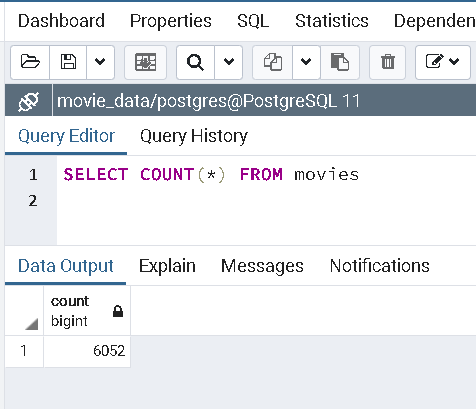 Dashboard Properties SQL Statistics Dependen
movie_data/postgres@PostgreSQL 11
Query Editor Query History
1 SELECT COUNT(*) FROM movies
2
Data Output Explain Messages Notifications
count
bigint
1 6052